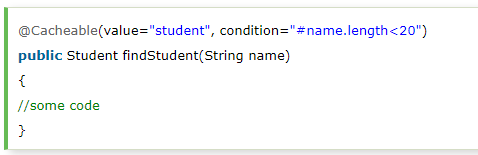 @Cacheable(value="student", condition="#name.length<20")
public Student findStudent(String name)
{
//some code
}